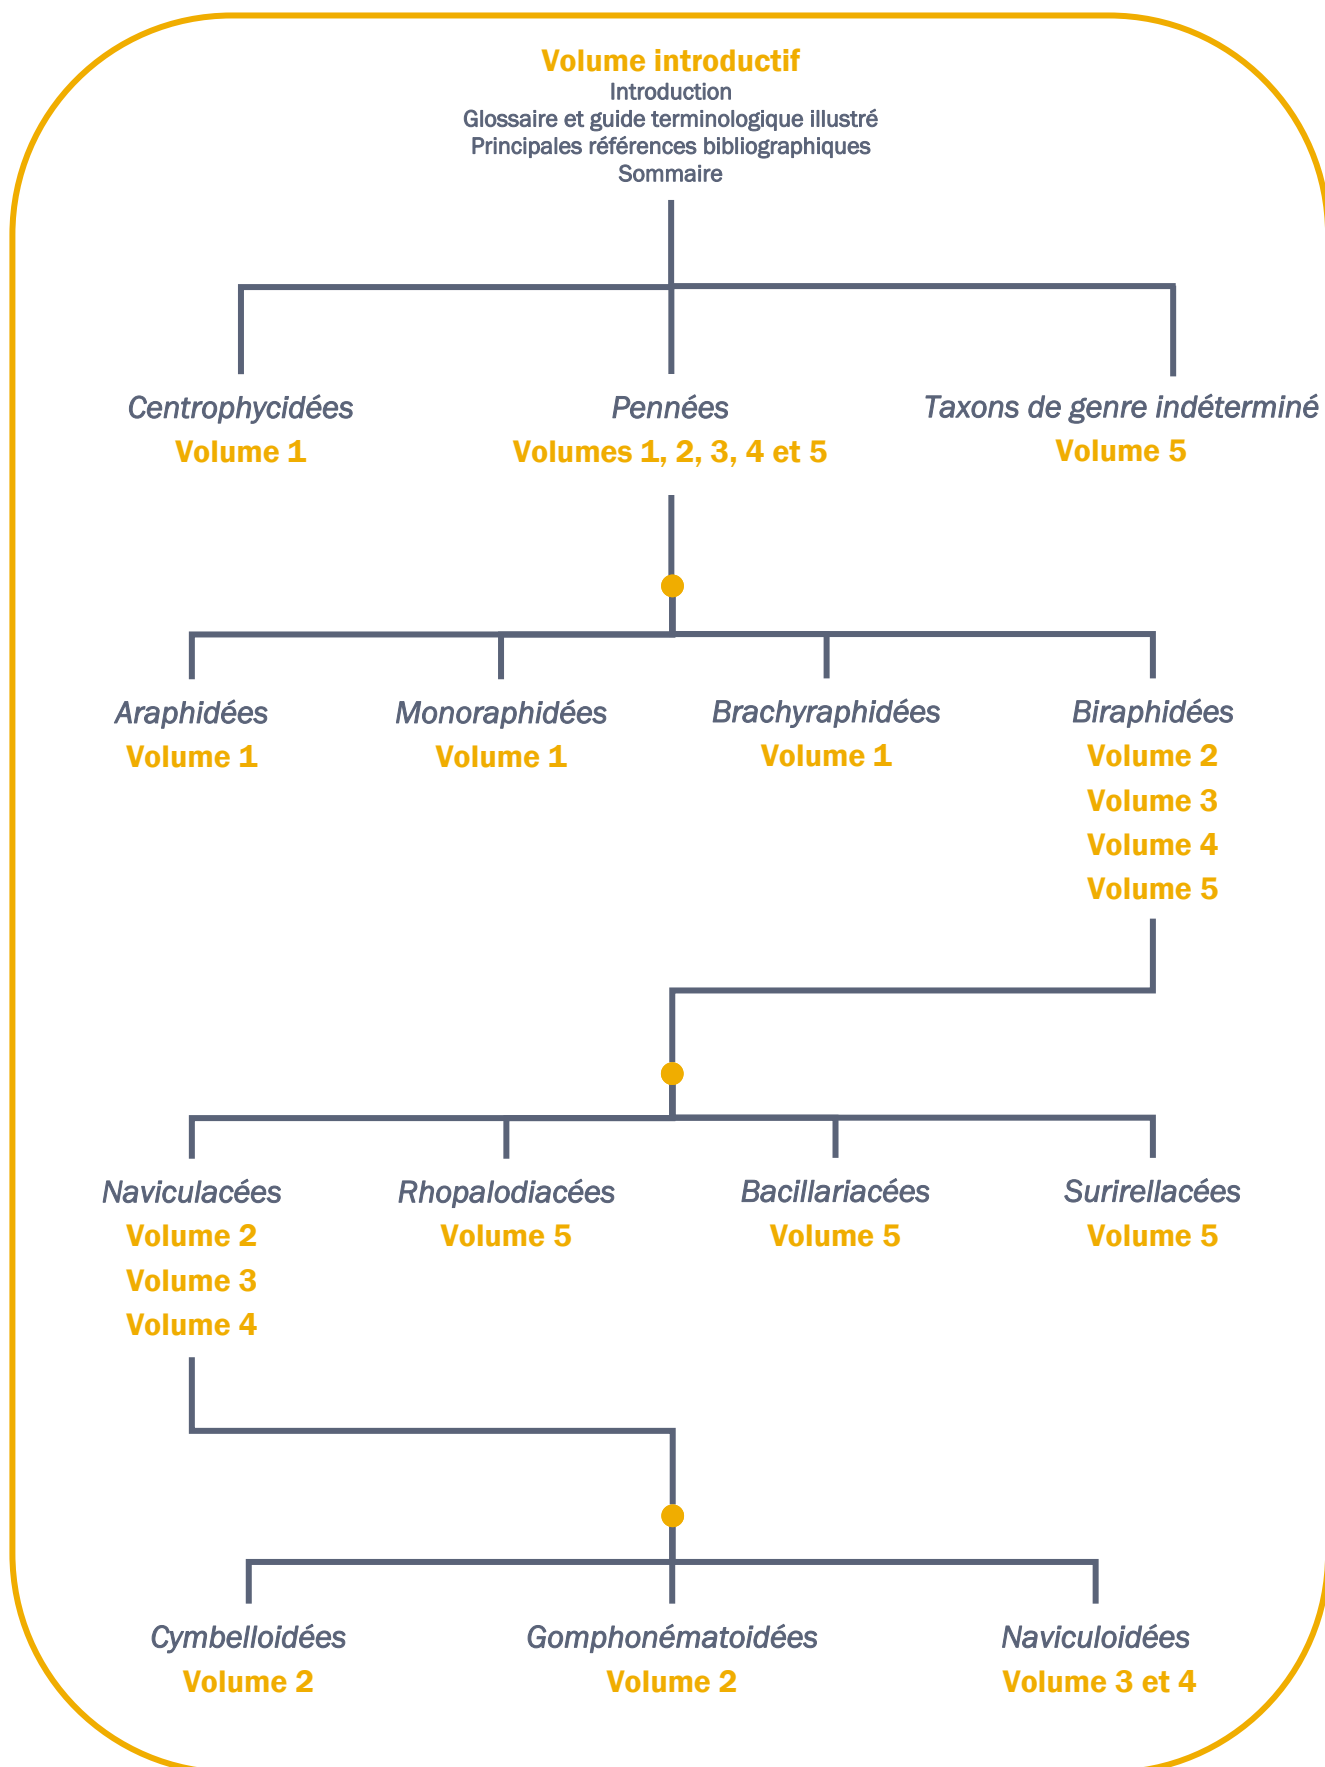 Volume introductif
Introduction
Glossaire et guide terminologique illustré
Principales références bibliographiques
Sommaire
Centrophycidées
Volume 1
Pennées
Volumes 1, 2, 3, 4 et 5
Taxons de genre indéterminé
Volume 5
Araphidées
Volume 1
Monoraphidées
Volume 1
Brachyraphidées
Volume 1
Biraphidées
Volume 2
Volume 3
Volume 4
Volume 5
Naviculacées
Volume 2
Volume 3
Volume 4
Rhopalodiacées
Volume 5
Bacillariacées
Volume 5
Surirellacées
Volume 5
Cymbelloidées
Volume 2
Gomphonématoidées
Volume 2
Naviculoidées
Volume 3 et 4